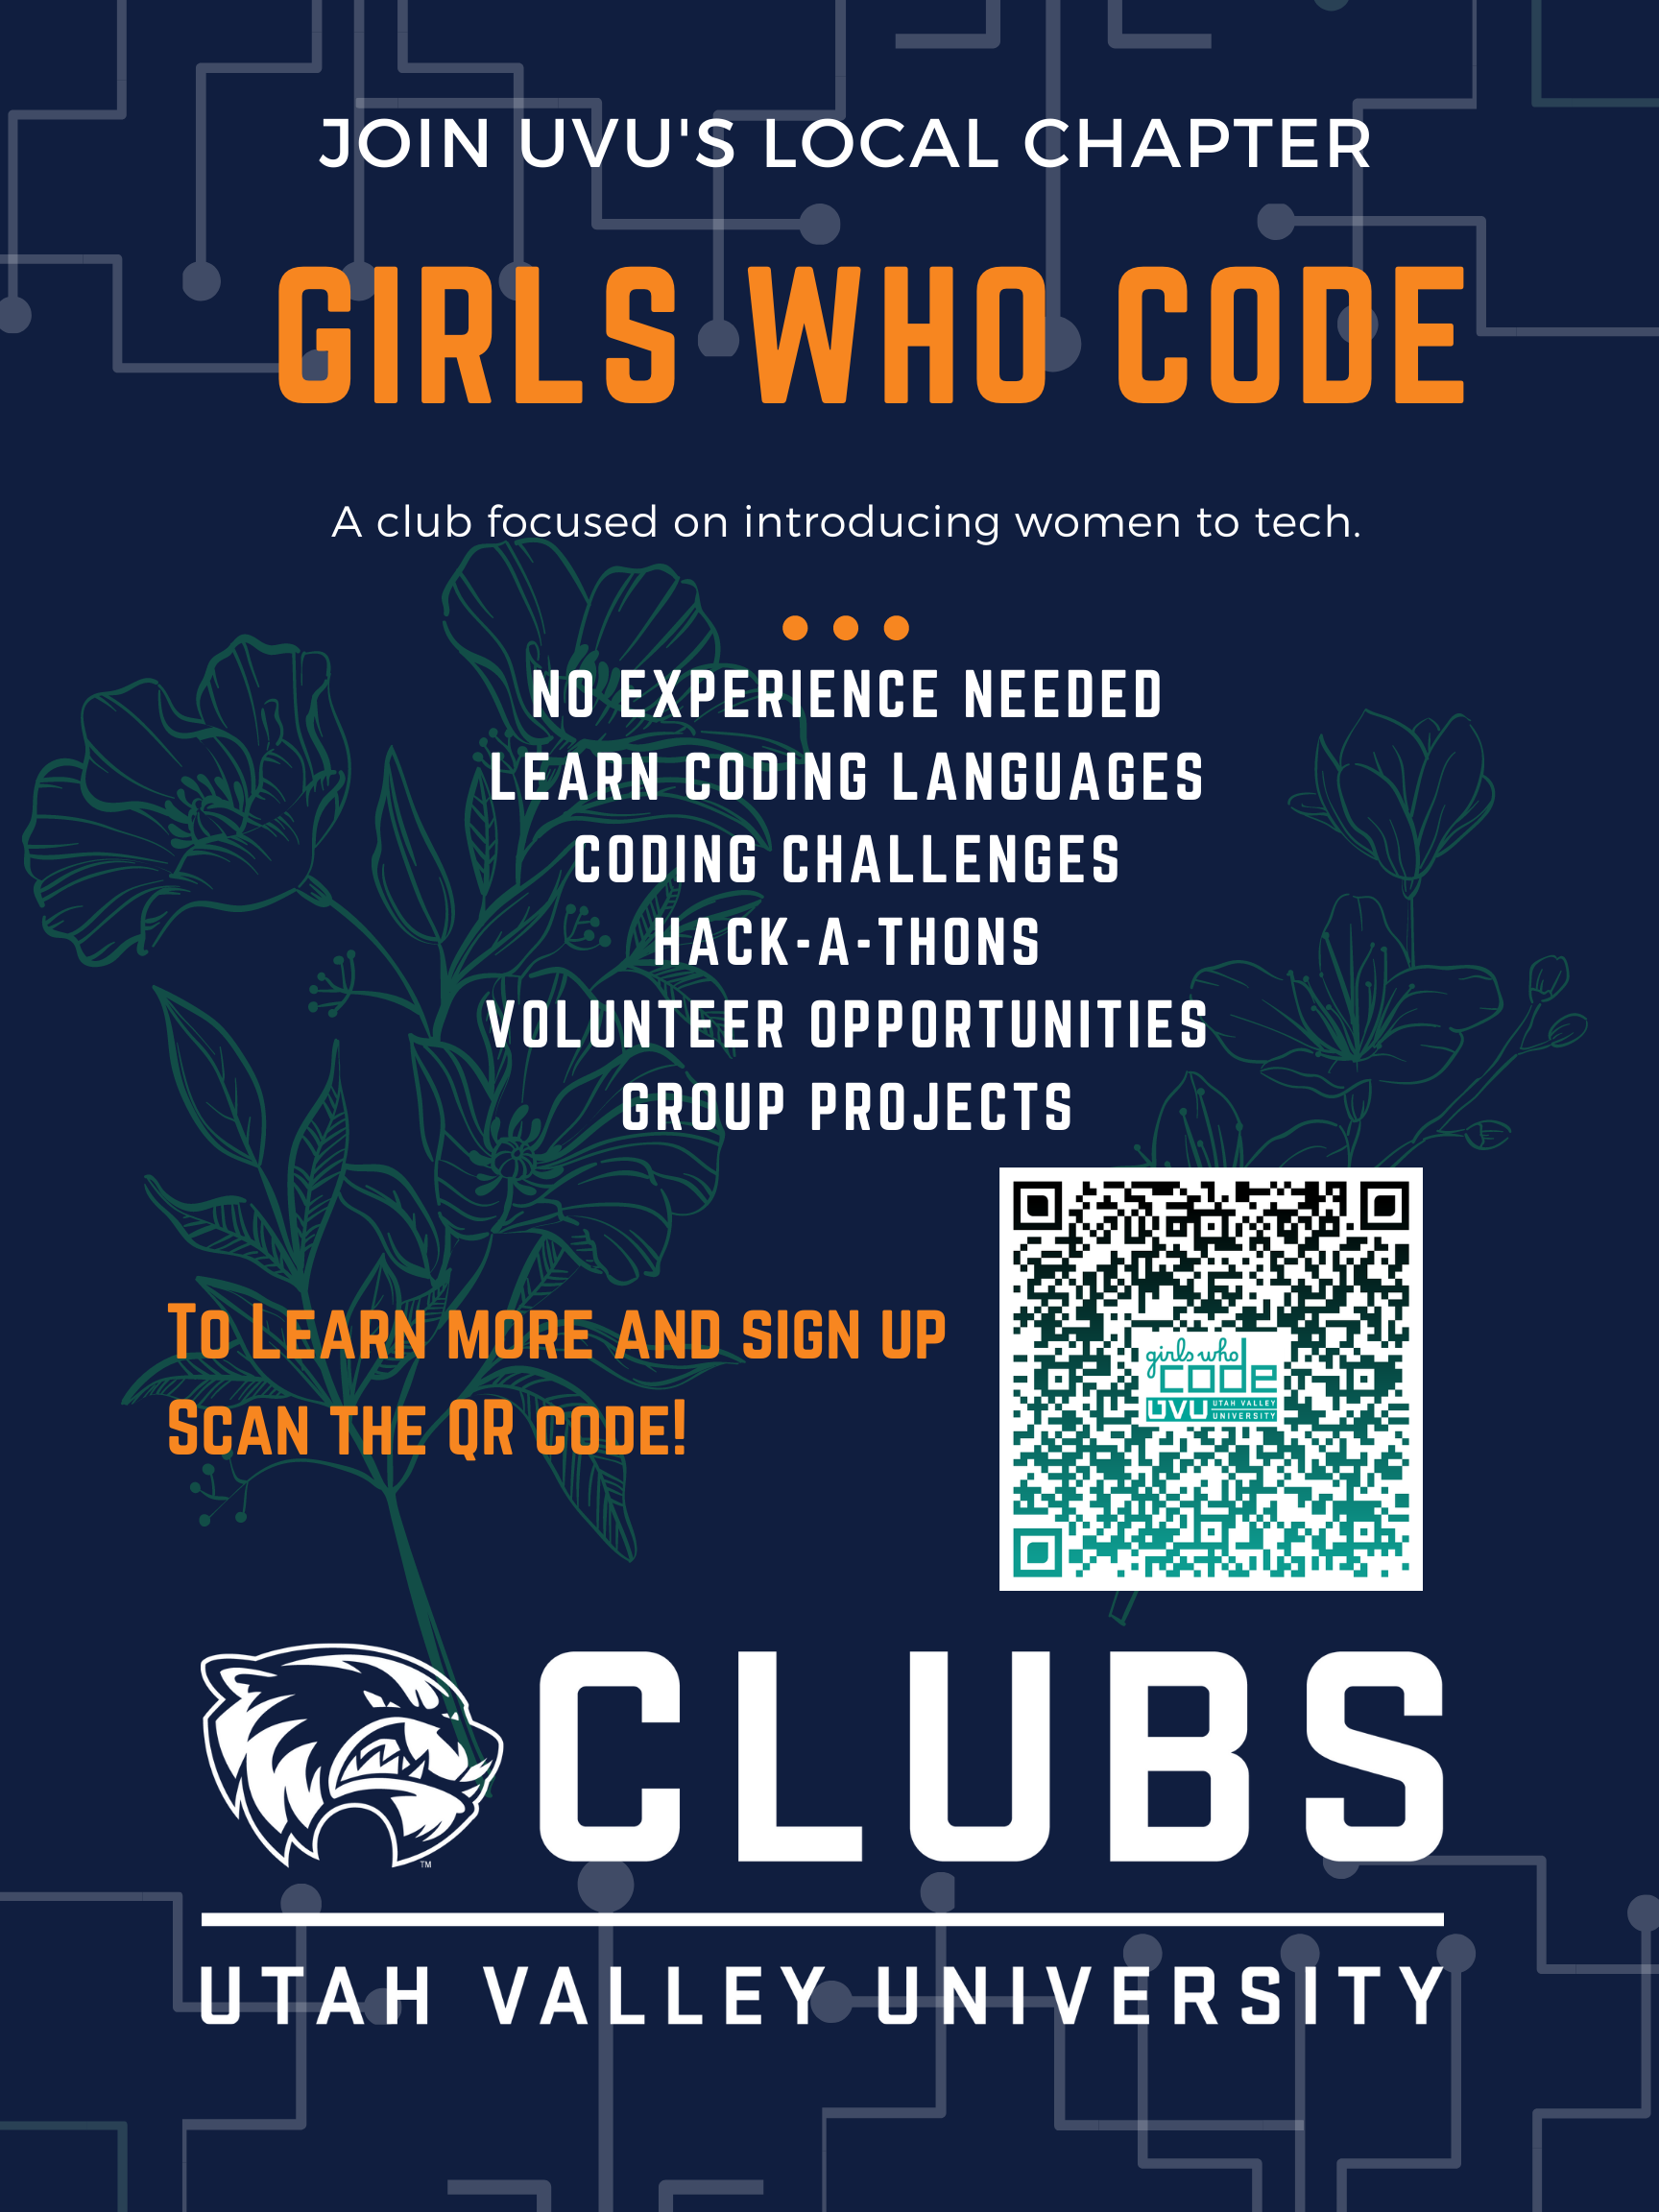 JOIN UVU'S LOCAL CHAPTER
GIRLS WHO CODE
A club focused on introducing women to tech.
NO EXPERIENCE NEEDED
LEARN CODING LANGUAGES
CODING CHALLENGES
HACK-A-THONS
VOLUNTEER OPPORTUNITIES
GROUP PROJECTS
TO LEARN MORE AND SIGN UP
SCAN THE QR CODE!
girls who
code
UVU UTAH VALLEY
UNIVERSITY
CLUBS
TM
UTAH VALLEY UNIVERSITY